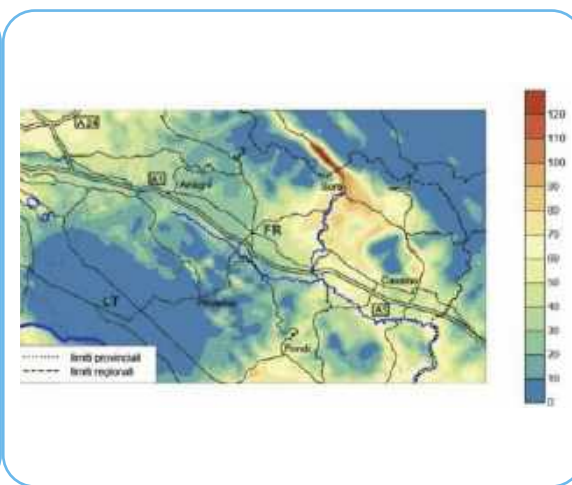 A24
A1
Anagni
Sora
FR
Cassino
LT
A1
Fondi
limiti provinciali
limiti regionali
120
110
100
90
80
70
60
50
40
30
20
10
0